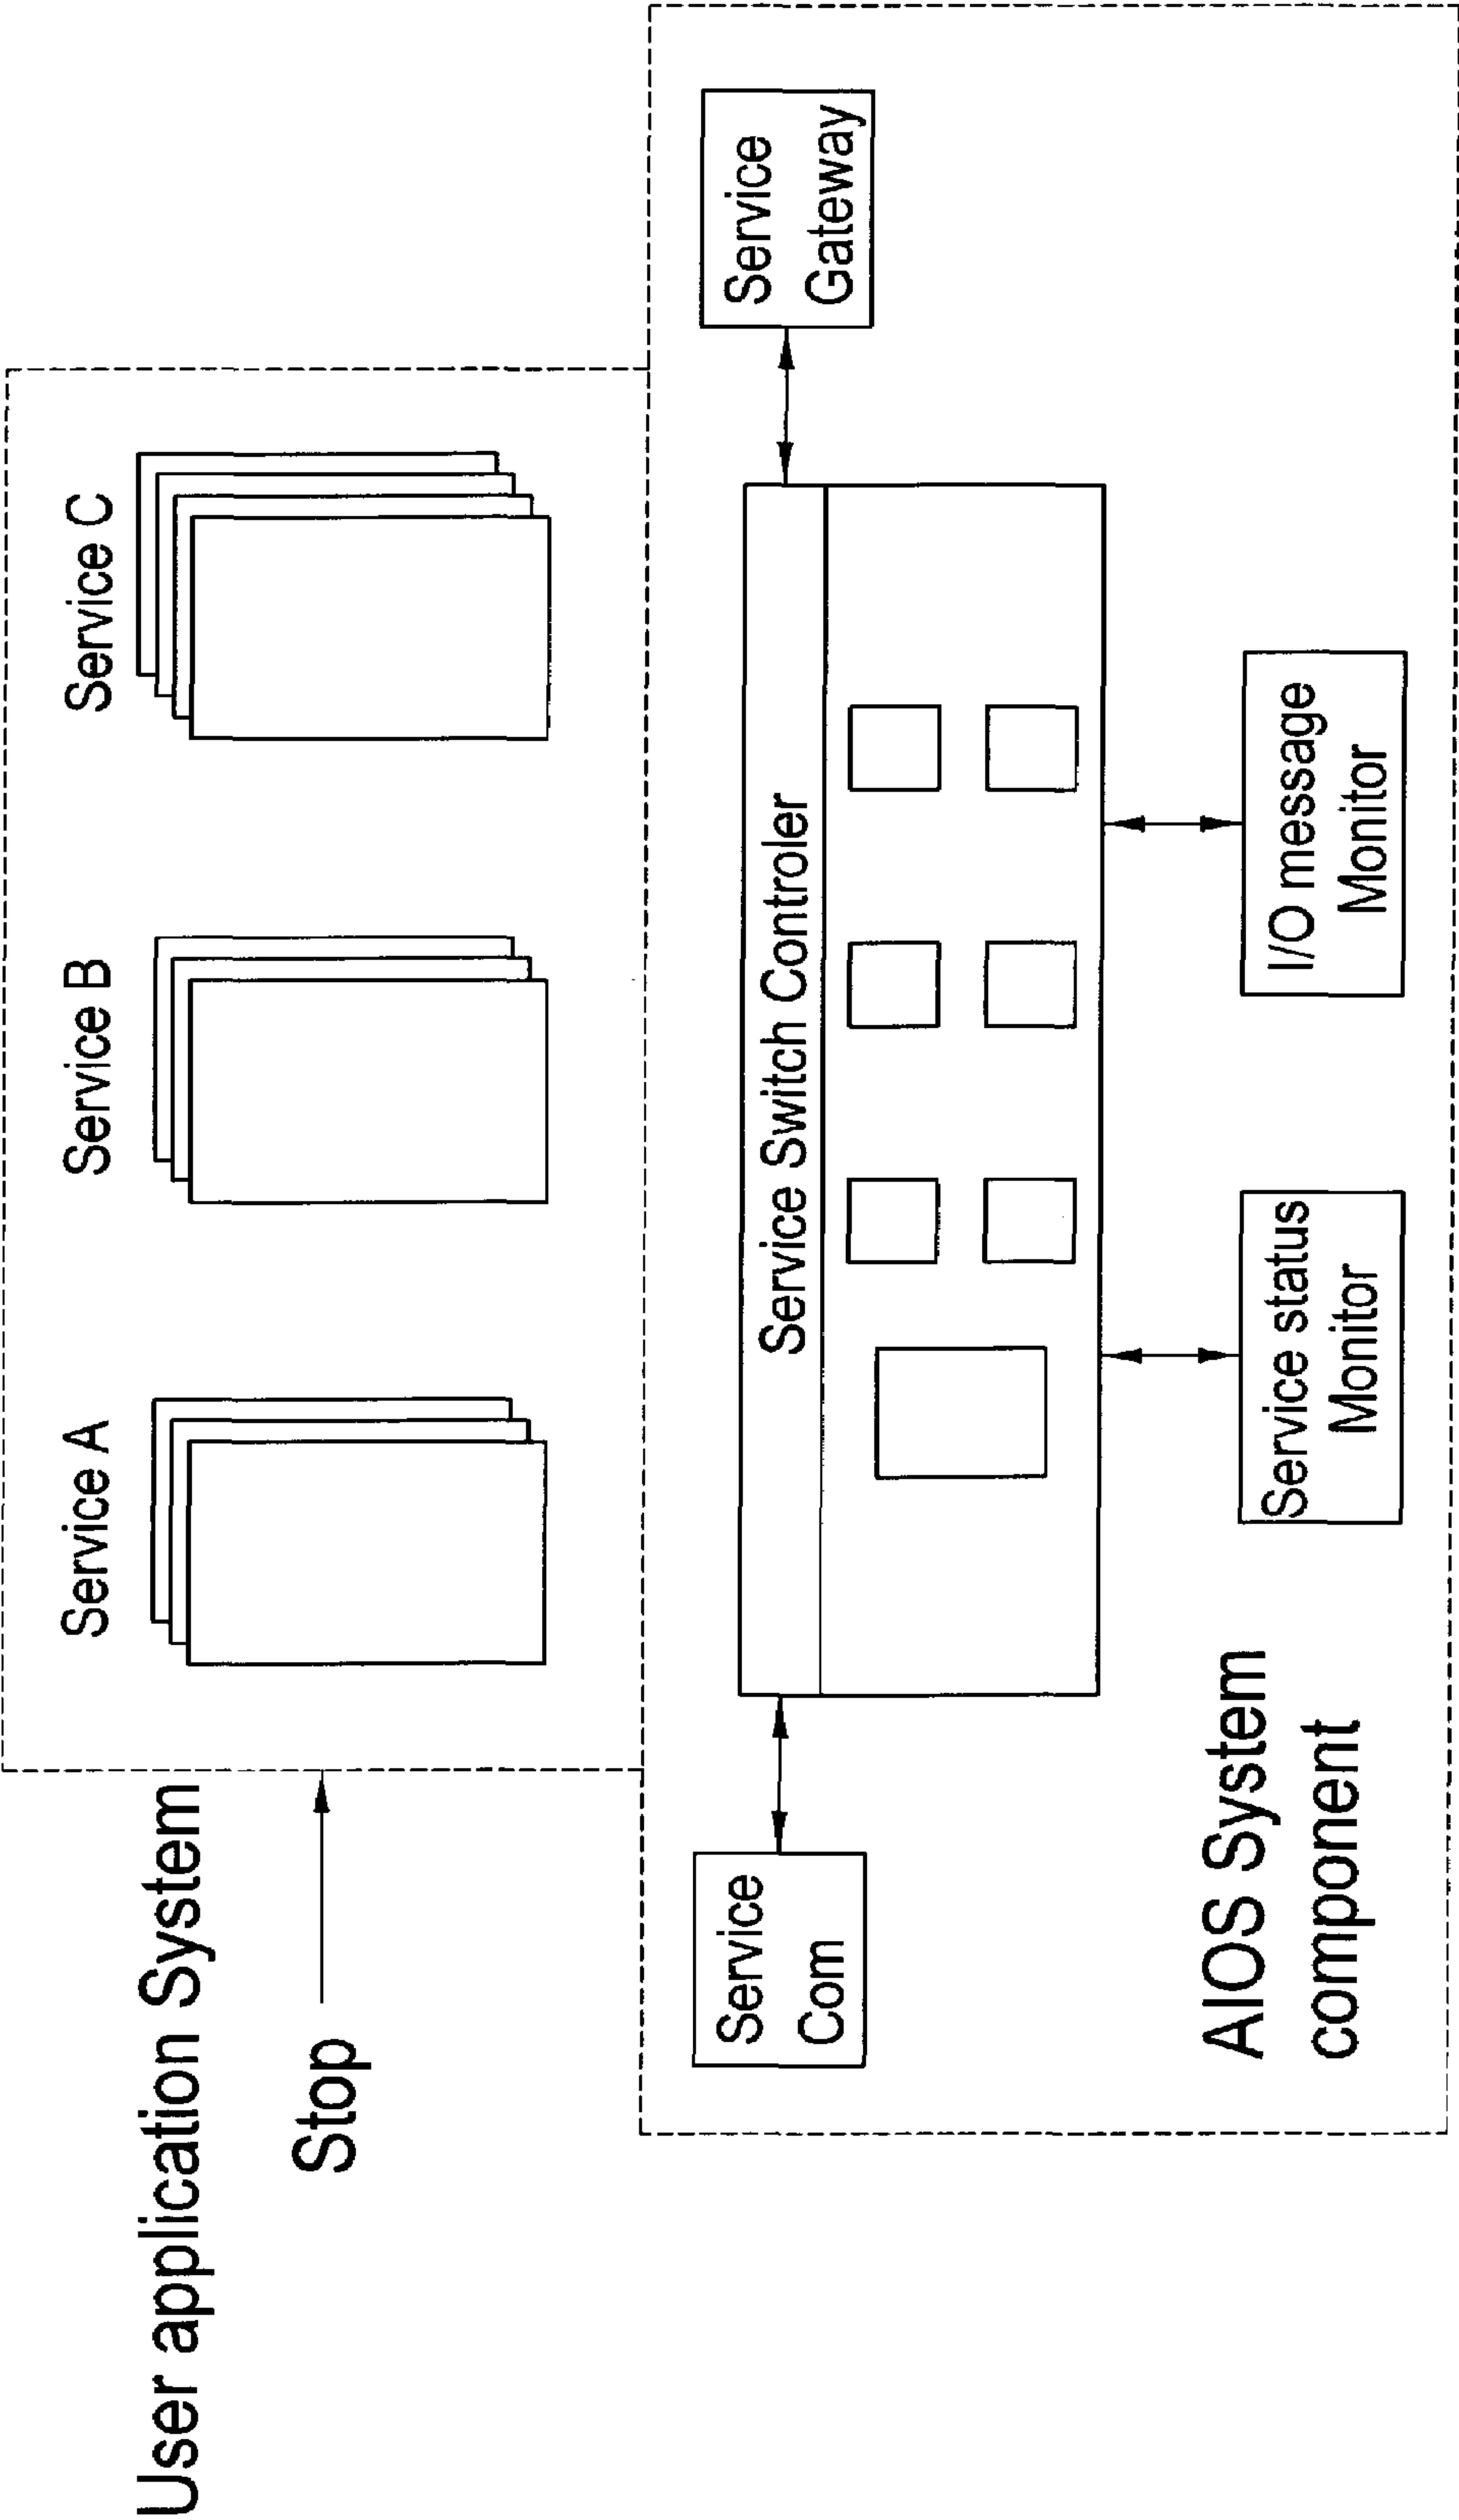 User application System
Stop
Service A
Service B
Service C
Service
Com
Service Switch Controler
Service
Gateway
AIOS System
component
Service status
Monitor
I/O message
Monitor